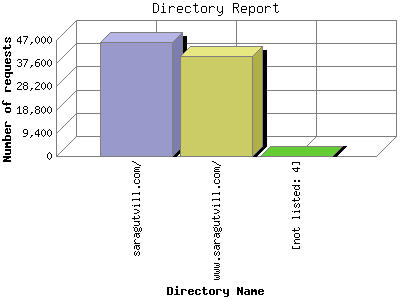 Directory Report
Number of requests
47,000
37,600
28,200
18,800
9,400
0
saragutvill.com/
www.saragutvill.com/
[not listed: 4]
Directory Name